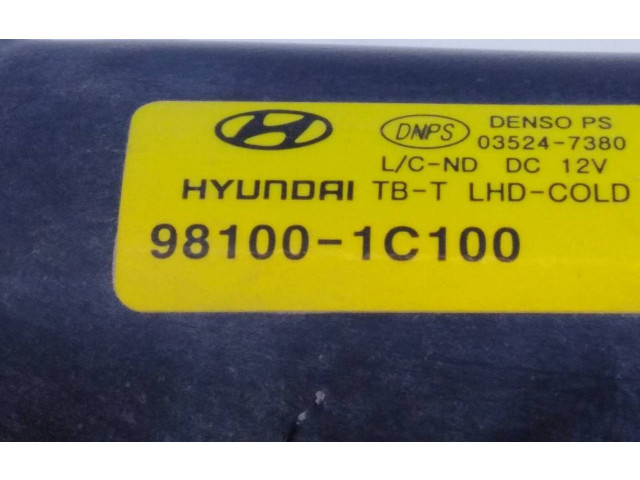 DNPS DENSO PS
03524-7380
L/C-ND DC 12V
HYUNDAI TB-T LHD-COLD
98100-1C100